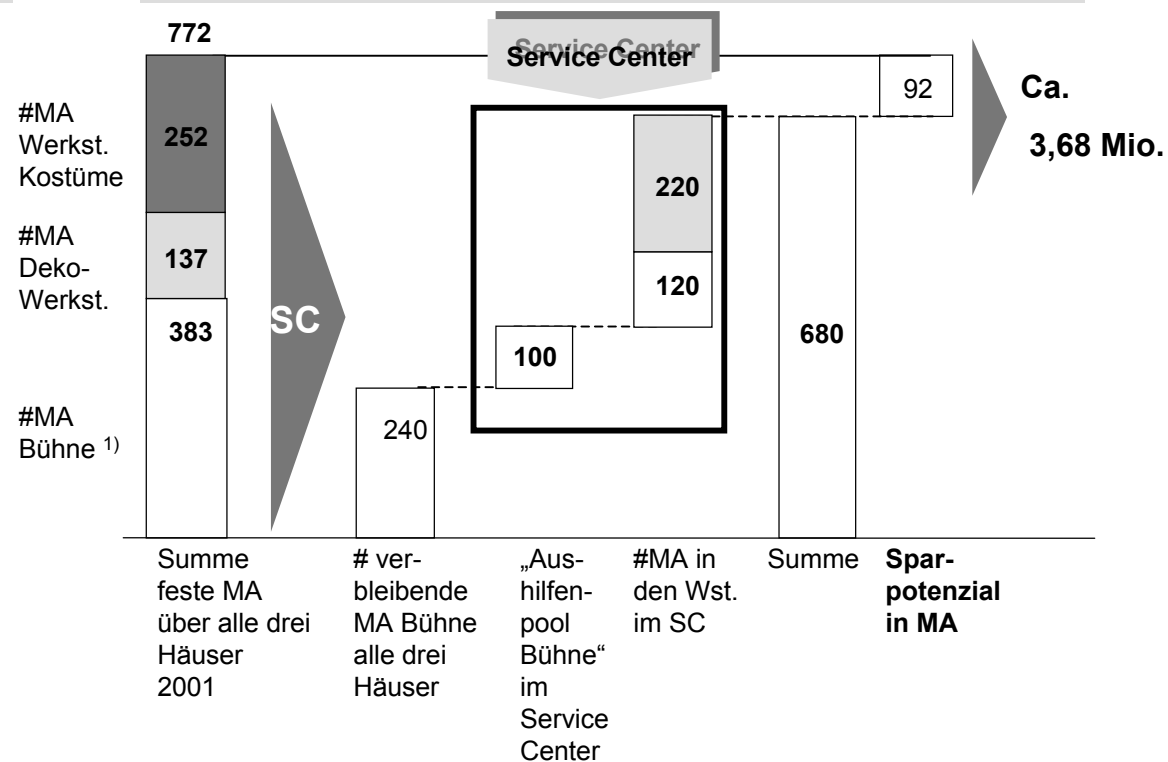 772
Service Center
Service Center
#MA
Werkst.
Kostüme
252
#MA
Deko-
Werkst.
137
383
#MA
Bühne 1)
SC
240
100
220
120
680
92
Ca.
3,68 Mio.
Summe
feste MA
über alle drei
Häuser
2001
# ver-
bleibende
MA Bühne
alle drei
Häuser
„Aus-
hilfen-
pool
Bühne“
im
Service
Center
#MA in
den Wst.
im SC
Summe
Spar-
potenzial
in MA